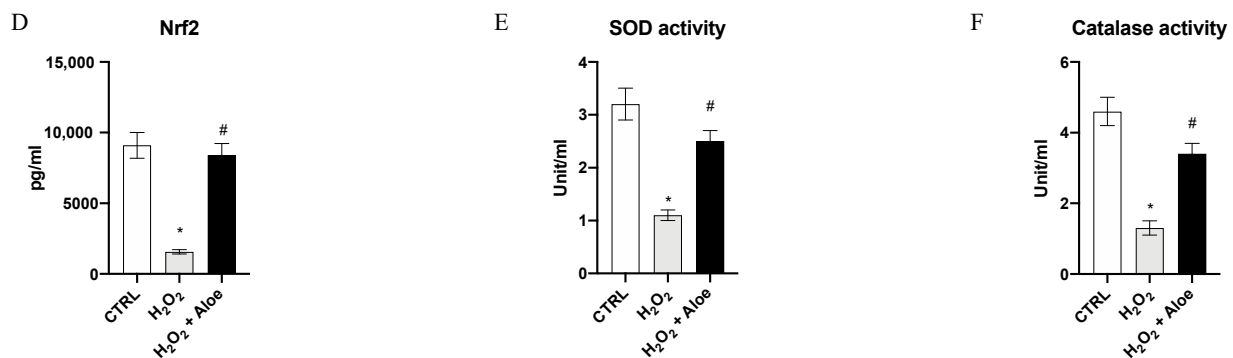 D
Nrf2
15,000
10,000
5000
0
pg/ml
#
*
CTRL
H₂O₂
H₂O₂ + Aloe
E
SOD activity
4
3
2
1
0
Unit/ml
#
*
CTRL
H₂O₂
H₂O₂ + Aloe
F
Catalase activity
6
4
2
0
Unit/ml
#
*
CTRL
H₂O₂
H₂O₂ + Aloe